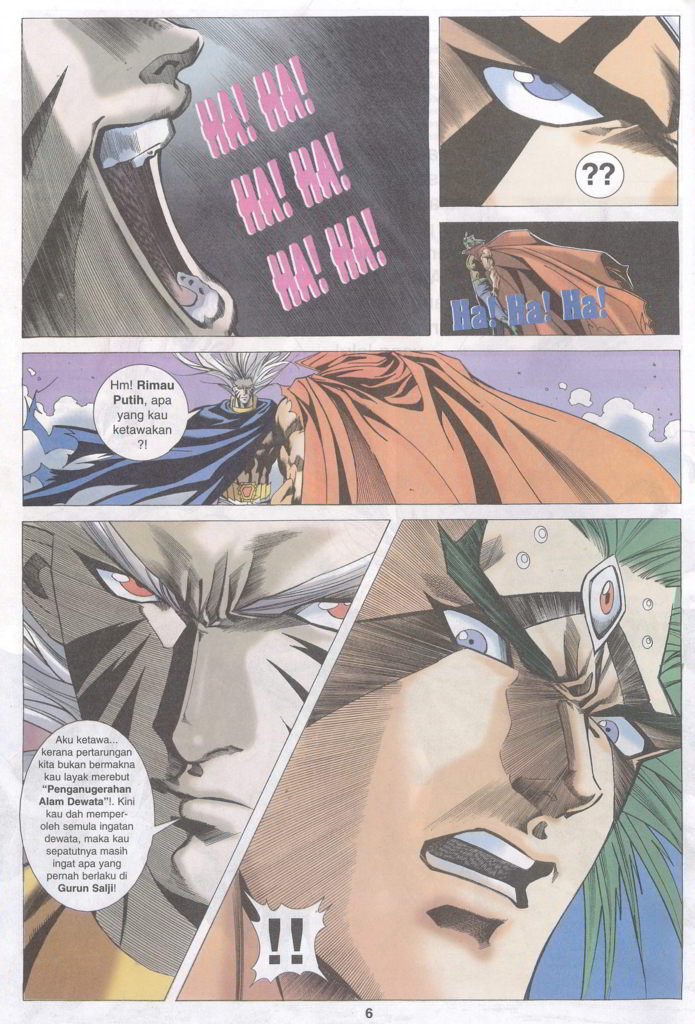 HA! HA!
HA! HA!
HA! HA!
??
Ha! Ha! Ha!
Hm! Rimau
Putih, apa
yang kau
ketawakan
?!
Aku ketawa...
kerana pertarungan
kita bukan bermakna
kau layak merebut
"Penganugerahan
Alam Dewata"!. Kini
kau dah memper-
oleh semula ingatan
dewata, maka kau
sepatutnya masih
ingat apa yang
pernah berlaku di
Gurun Salji!
!!
6